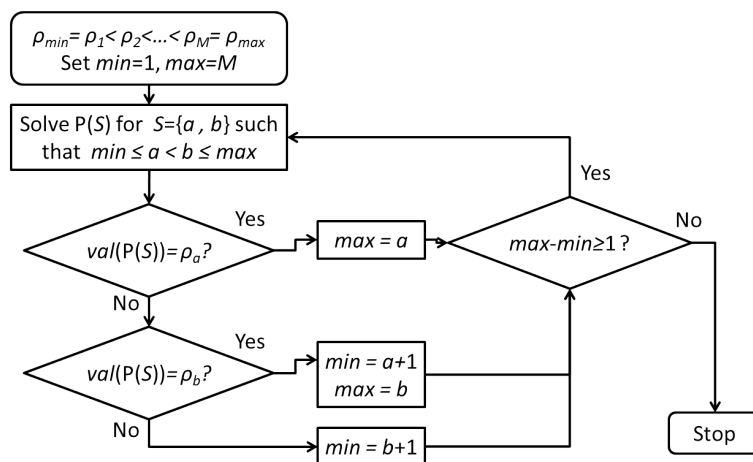 ρmin= ρ1< ρ2<...< ρM= ρmax
Set min=1, max=M
Solve P(S) for S={a , b} such
that min ≤ a < b ≤ max
Yes
val(P(S))= ρa?
max = a
max-min≥1 ?
Yes
No
No
val(P(S))= ρb?
Yes
min = a+1
max = b
No
min = b+1
Stop